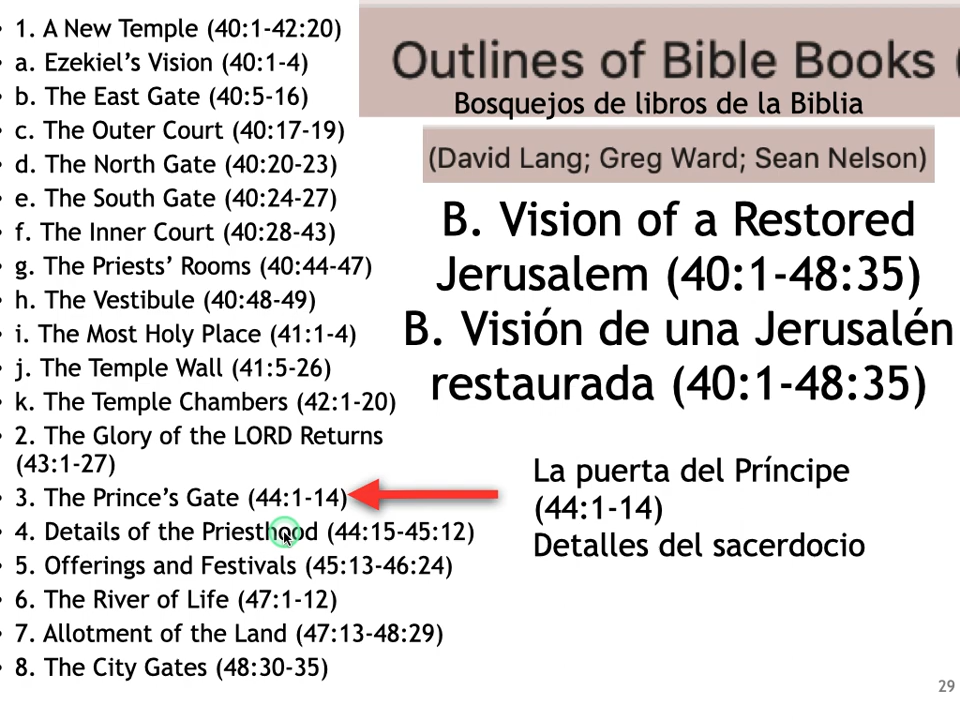 • 1. A New Temple (40:1-42:20)
• a. Ezekiel’s Vision (40:1-4)
• b. The East Gate (40:5-16)
• c. The Outer Court (40:17-19)
• d. The North Gate (40:20-23)
• e. The South Gate (40:24-27)
• f. The Inner Court (40:28-43)
• g. The Priests’ Rooms (40:44-47)
• h. The Vestibule (40:48-49)
• i. The Most Holy Place (41:1-4)
• j. The Temple Wall (41:5-26)
• k. The Temple Chambers (42:1-20)
• 2. The Glory of the LORD Returns
(43:1-27)
• 3. The Prince’s Gate (44:1-14)
• 4. Details of the Priesthood (44:15-45:12)
• 5. Offerings and Festivals (45:13-46:24)
• 6. The River of Life (47:1-12)
• 7. Allotment of the Land (47:13-48:29)
• 8. The City Gates (48:30-35)
Outlines of Bible Books (
Bosquejos de libros de la Biblia
(David Lang; Greg Ward; Sean Nelson)
B. Vision of a Restored
Jerusalem (40:1-48:35)
B. Visión de una Jerusalén
restaurada (40:1-48:35)
La puerta del Príncipe
(44:1-14)
Detalles del sacerdocio
29